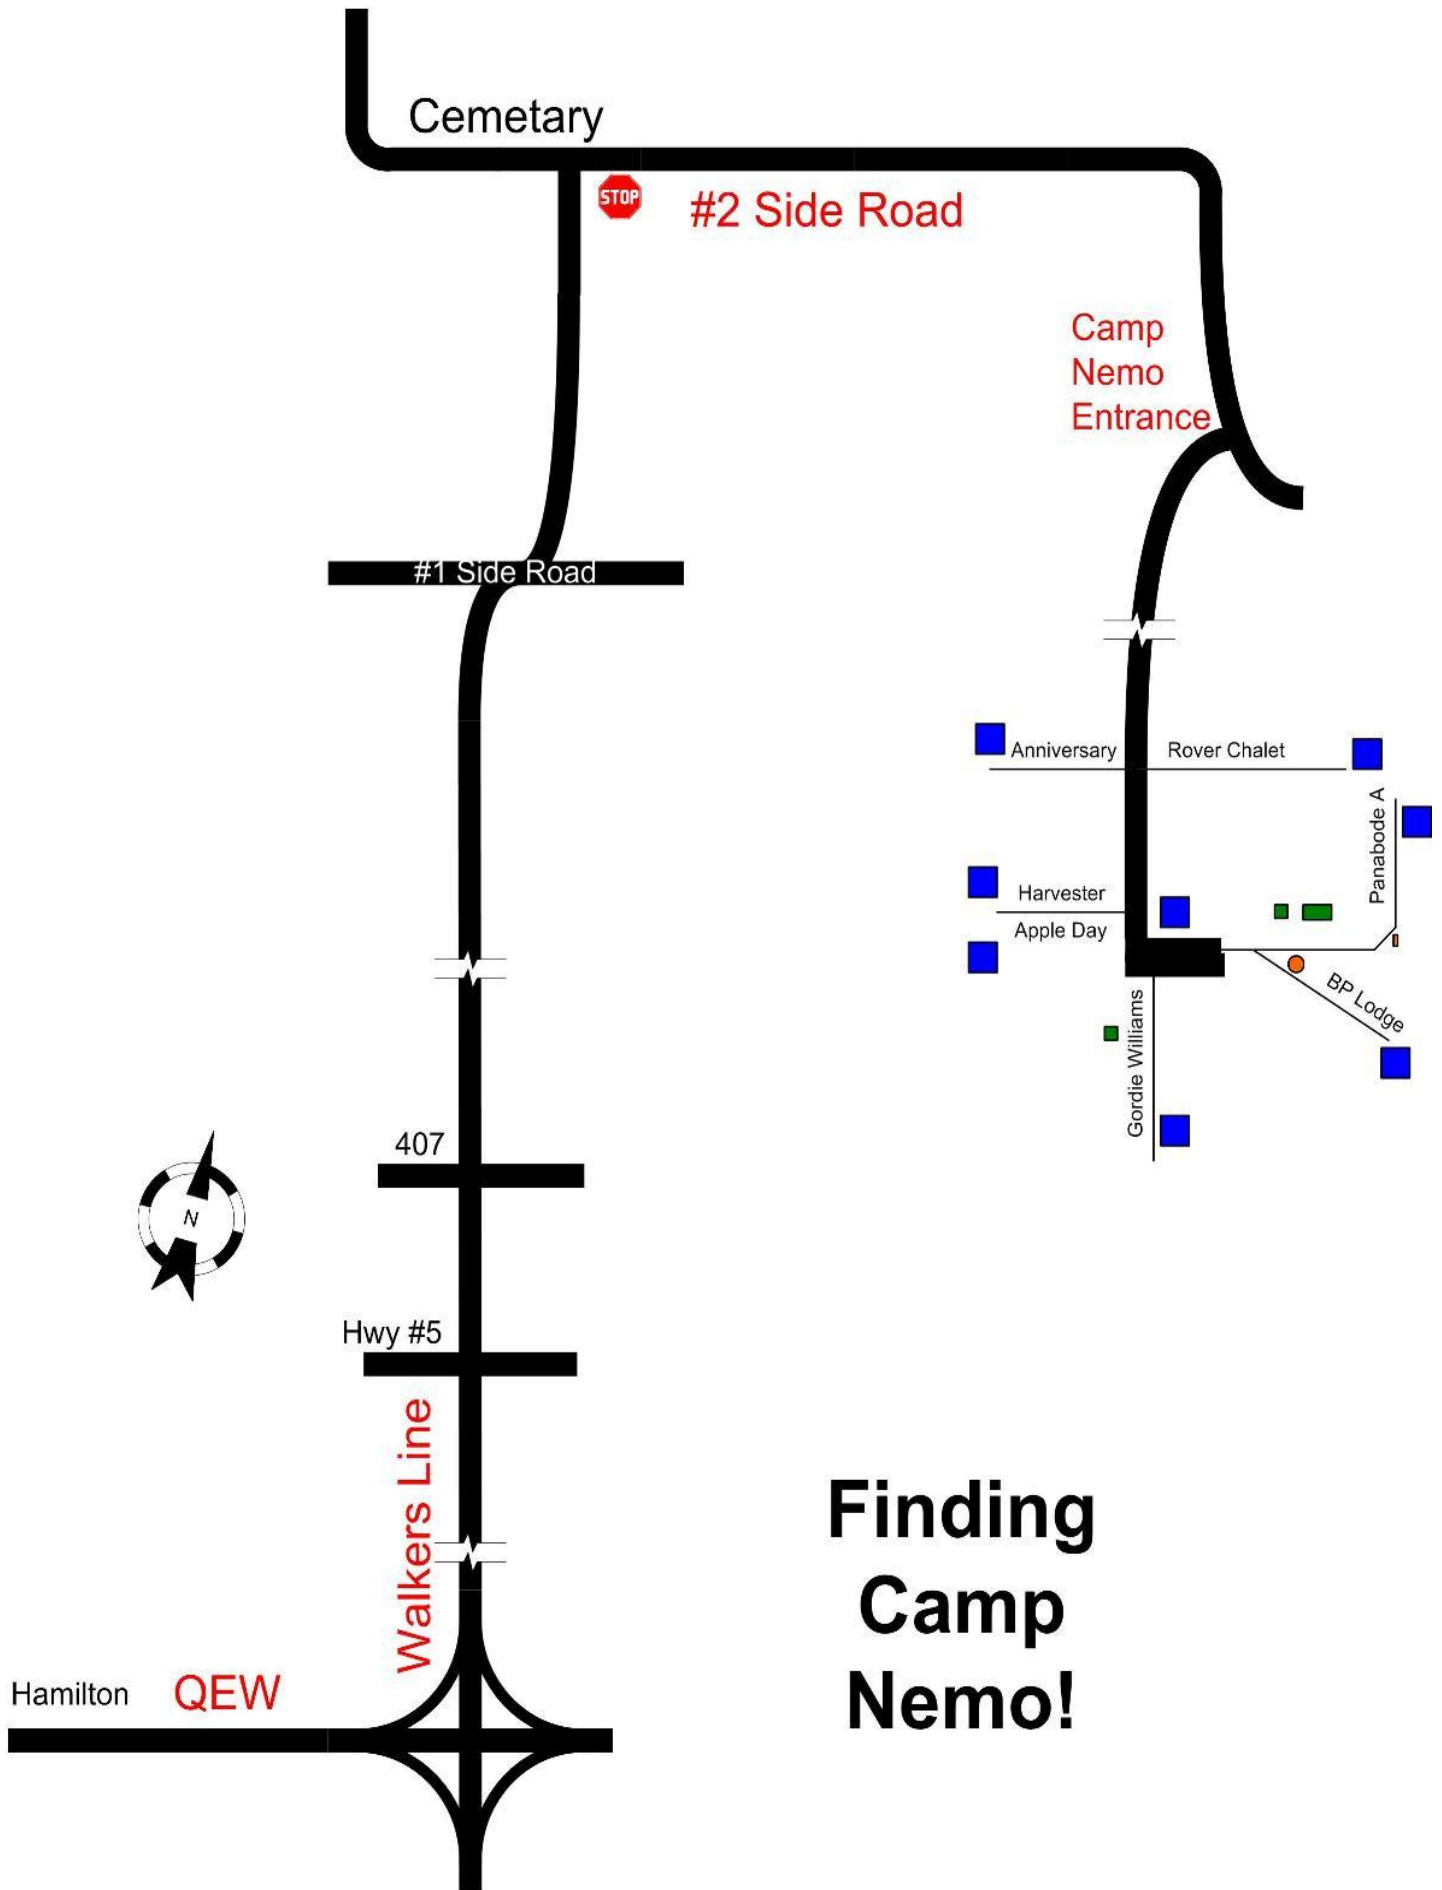 Cemetary
STOP
#2 Side Road
Camp
Nemo
Entrance
#1 Side Road
Anniversary
Rover Chalet
Panabode A
Harvester
Apple Day
BP Lodge
Gordie Williams
407
N
Hwy #5
Walkers Line
Finding
Camp
Nemo!
Hamilton
QEW